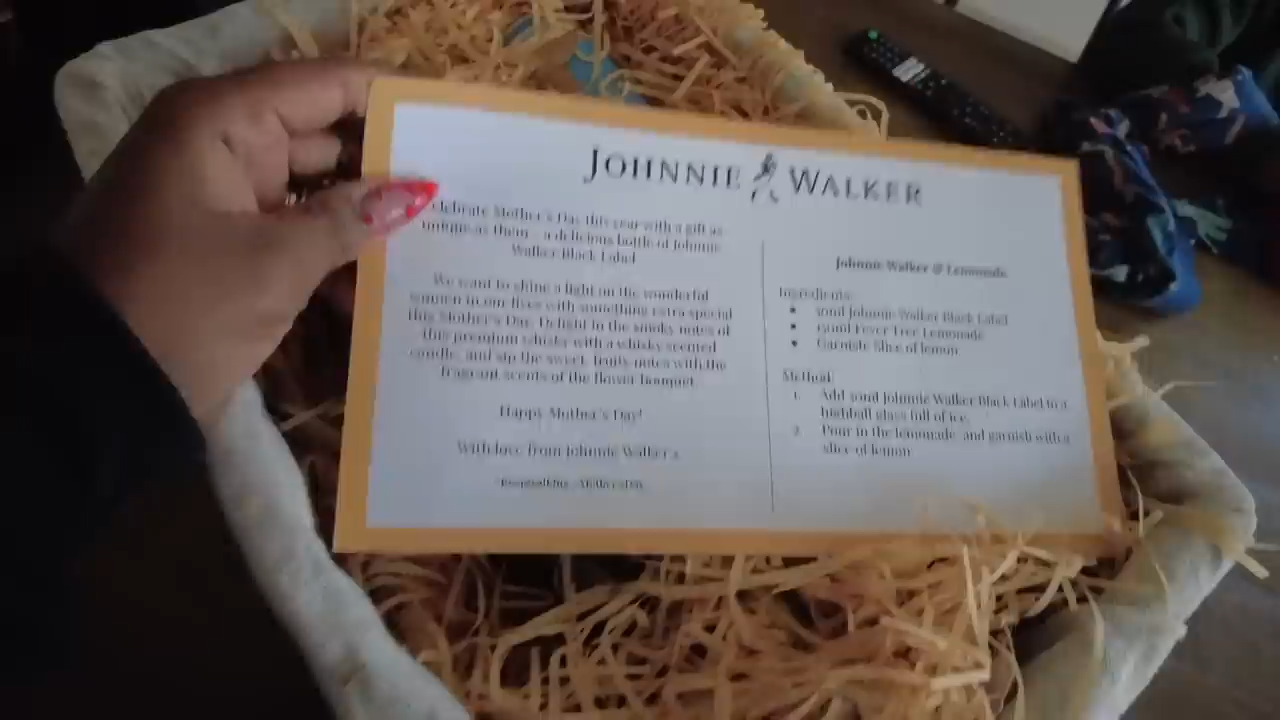 JOHNNIE WALKER
elebrate Mother's Day this year with a gift as
unique as them - a delicious bottle of Johnnie
Walker Black Label
We want to shine a light on the wonderful
women in our lives with something extra special
this Mother's Day. Delight in the smoky notes of
this premium whisky with a whisky scented
candle, and sip the sweet, fruity notes with the
fragrant scents of the flower bouquet.
Happy Mother's Day!
With love from Johnnie Walker x
Johnnie Walker & Lemonade
Ingredients:
• 50ml Johnnie Walker Black Label
• 150ml Fever Tree Lemonade
• Garnish: Slice of lemon
Method:
1. Add 50ml Johnnie Walker Black Label to a
highball glass full of ice.
2. Pour in the lemonade and garnish with a
slice of lemon